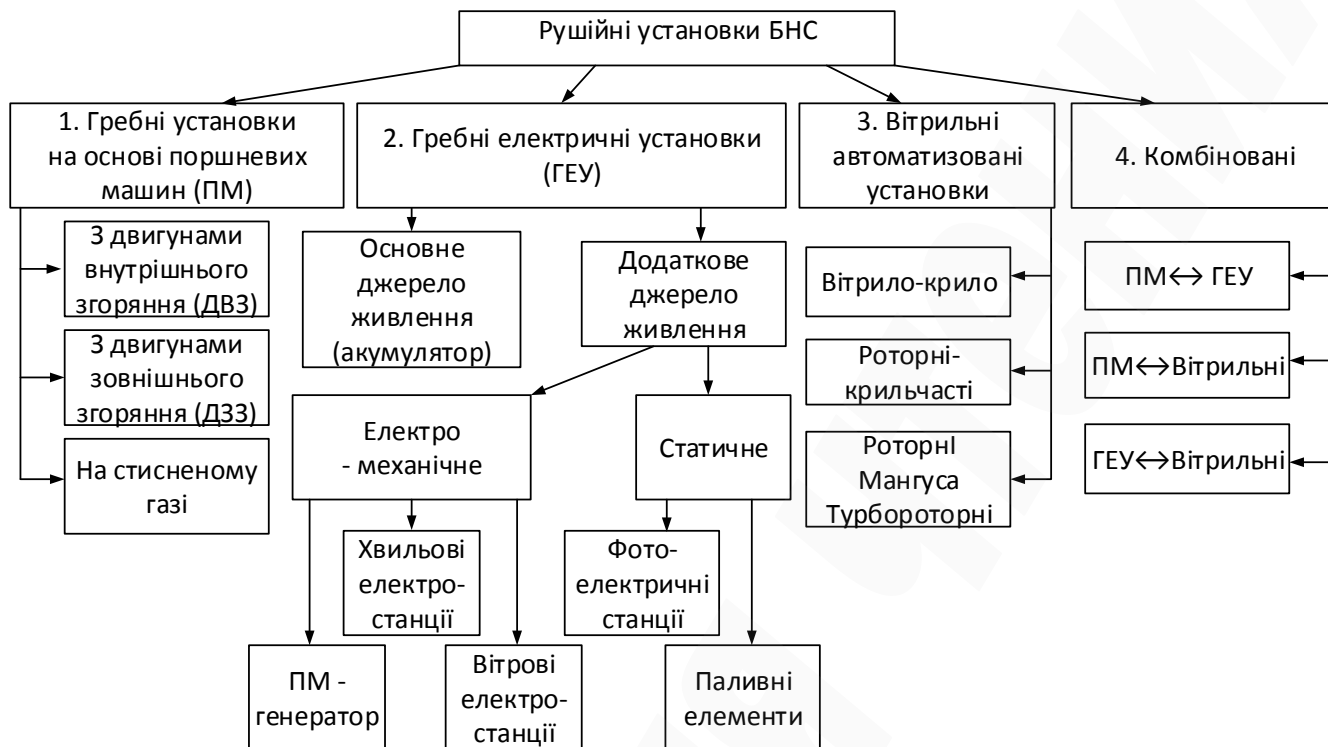 Рушійні установки БНС
1. Гребні установки
на основі поршневих
машин (ПМ)
2. Гребні електричні установки
(ГЕУ)
3. Вітрильні
автоматизовані
установки
4. Комбіновані
З двигунами
внутрішнього
згоряння (ДВЗ)
З двигунами
зовнішнього
згоряння (ДЗЗ)
На стисненому
газі
Основне
джерело
живлення
(акумулятор)
Додаткове
джерело
живлення
Електро
- механічне
Статичне
Хвильові
електро-
станції
Фото-
електричні
станції
ПМ -
генератор
Вітрові
електро-
станції
Паливні
елементи
Вітрило-крило
Роторні-
крильчасті
РоторнІ
Мангуса
Турбороторні
ПМ↔ ГЕУ
ПМ↔Вітрильні
ГЕУ↔Вітрильні